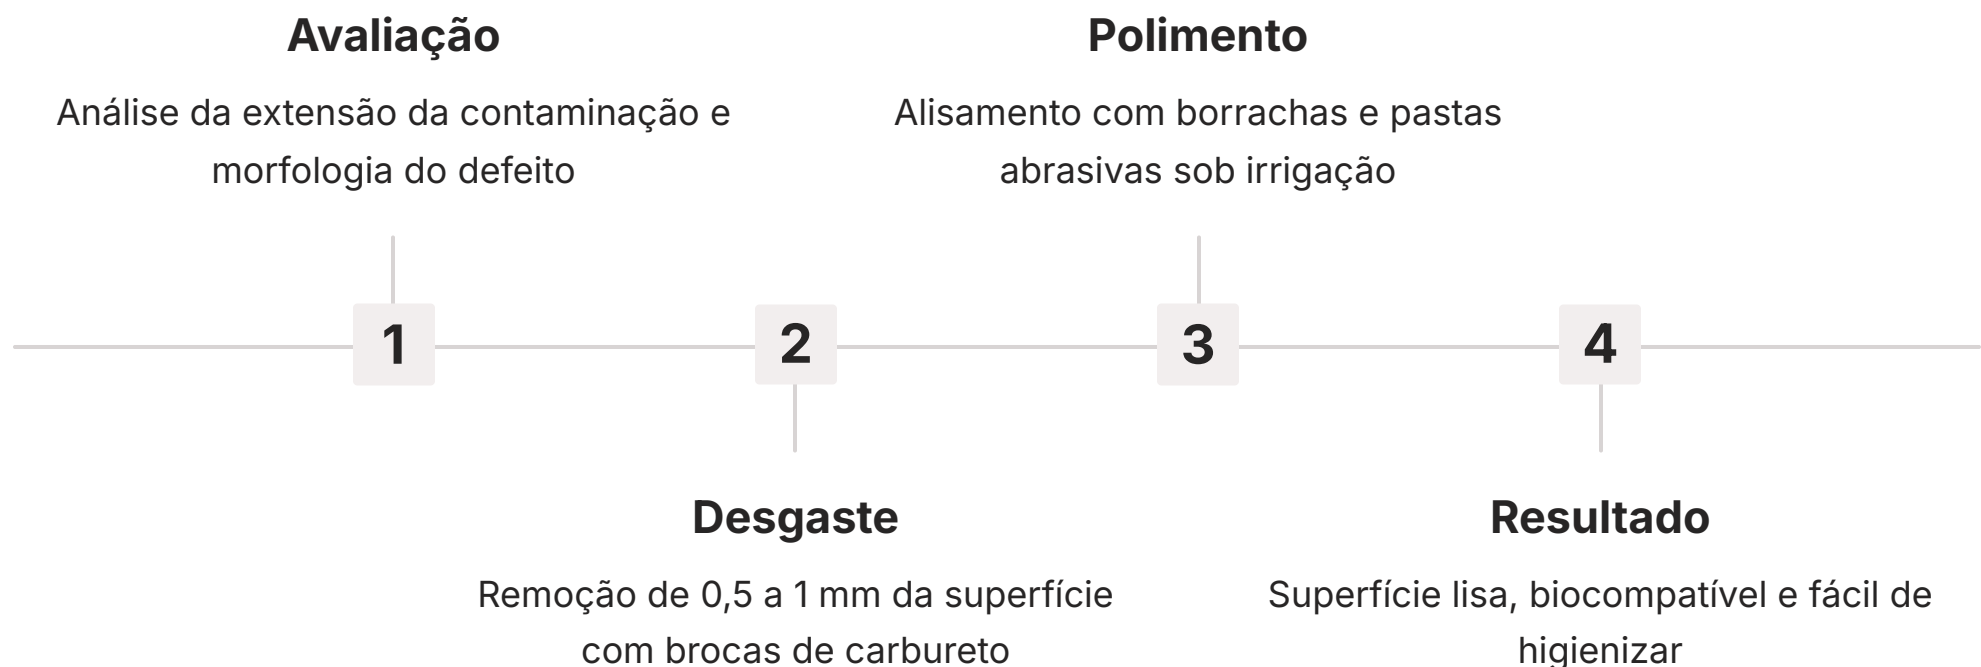 Avaliação
Análise da extensão da contaminação e
morfologia do defeito
1
2
Desgaste
Remoção de 0,5 a 1 mm da superfície
com brocas de carbureto
Polimento
Alisamento com borrachas e pastas
abrasivas sob irrigação
3
4
Resultado
Superfície lisa, biocompatível e fácil de
higienizar